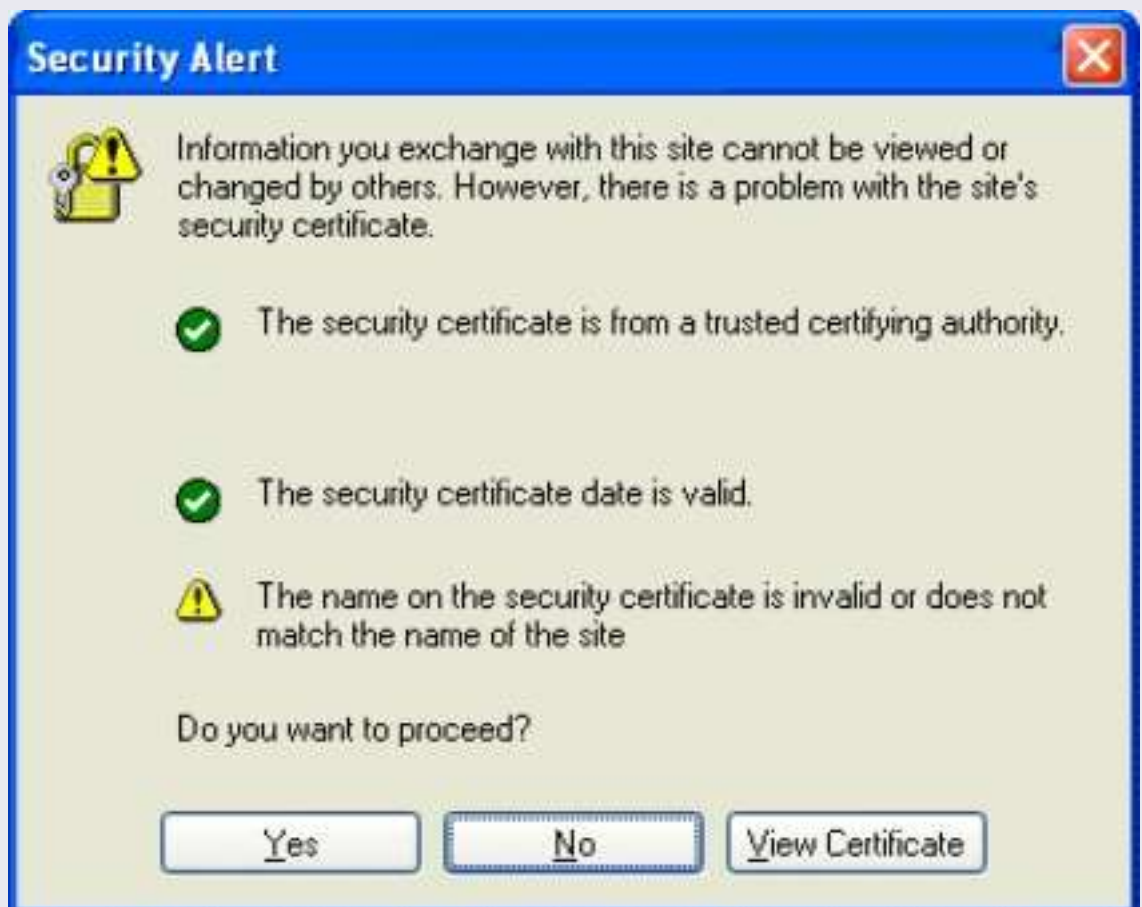 Security Alert
Information you exchange with this site cannot be viewed or
changed by others. However, there is a problem with the site's
security certificate.
The security certificate is from a trusted certifying authority.
The security certificate date is valid.
The name on the security certificate is invalid or does not
match the name of the site
Do you want to proceed?
Yes No View Certificate